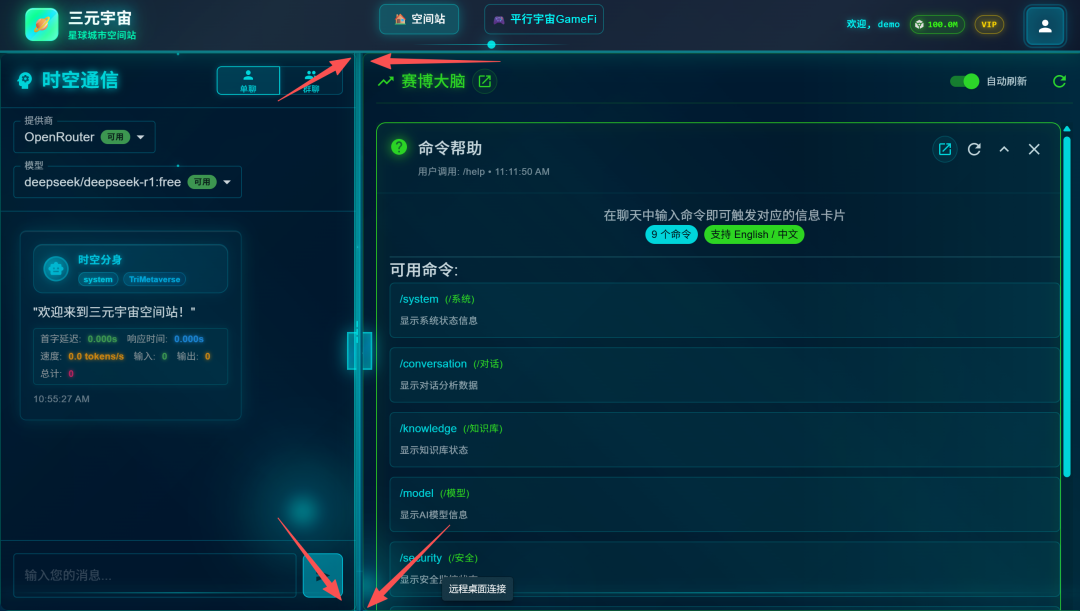 三元宇宙
星球城市空间站
空间站
平行宇宙GameFi
欢迎, demo
100.0M
VIP
时空通信
单聊
群聊
赛博大脑
自动刷新
提供商
OpenRouter 可用
模型
deepseek/deepseek-r1:free 可用
时空分身
system TriMetaverse
"欢迎来到三元宇宙空间站！"
首字延迟: 0.000s 响应时间: 0.000s
速度: 0.0 tokens/s 输入: 0 输出: 0
总计: 0
10:55:27 AM
输入您的消息...
命令帮助
用户调用: /help • 11:11:50 AM
在聊天中输入命令即可触发对应的信息卡片
9 个命令 支持 English / 中文
可用命令:
/system (/系统)
显示系统状态信息
/conversation (/对话)
显示对话分析数据
/knowledge (/知识库)
显示知识库状态
/model (/模型)
显示AI模型信息
/security (/安全)
显示安全监控状态
远程桌面连接